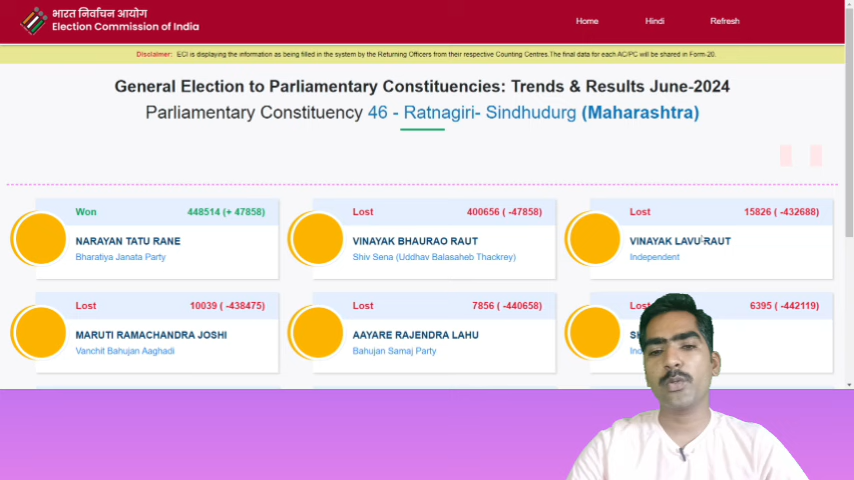 भारत निर्वाचन आयोग
Election Commission of India
Home
Hindi
Refresh
Disclaimer: ECI is displaying the information as being filled in the system by the Returning Officers from their respective Counting Centres.The final data for each AC/PC will be shared in Form-20.
General Election to Parliamentary Constituencies: Trends & Results June-2024
Parliamentary Constituency 46 - Ratnagiri- Sindhudurg (Maharashtra)
Won 448514 (+ 47858)
NARAYAN TATU RANE
Bharatiya Janata Party
Lost 400656 ( -47858)
VINAYAK BHAURAO RAUT
Shiv Sena (Uddhav Balasaheb Thackrey)
Lost 15826 ( -432688)
VINAYAK LAVU RAUT
Independent
Lost 10039 ( -438475)
MARUTI RAMACHANDRA JOSHI
Vanchit Bahujan Aaghadi
Lost 7856 ( -440658)
AAYARE RAJENDRA LAHU
Bahujan Samaj Party
Lost 6395 ( -442119)